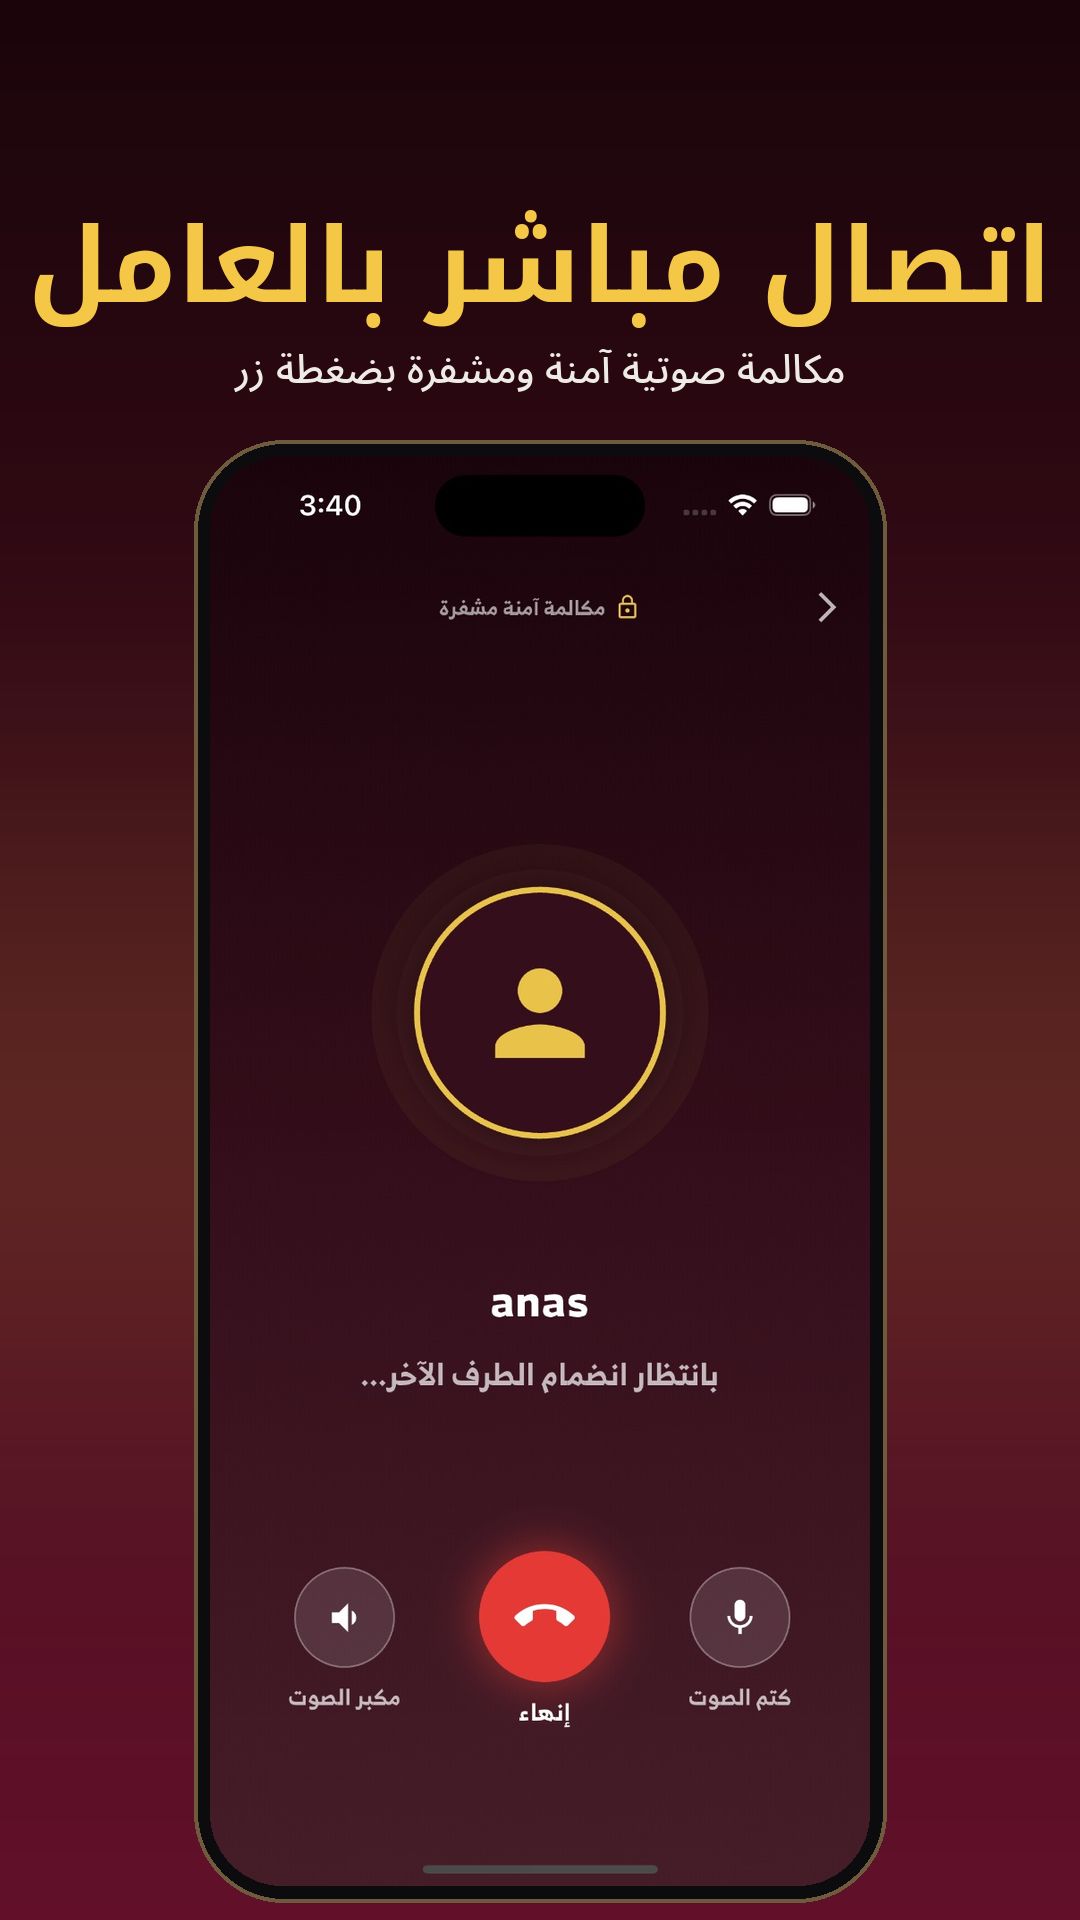 اتصال مباشر بالعامل
مكالمة صوتية آمنة ومشفرة بضغطة زر
3:40
مكالمة آمنة مشفرة
anas
بانتظار انضمام الطرف الآخر...
كتم الصوت
إنهاء
مكبر الصوت